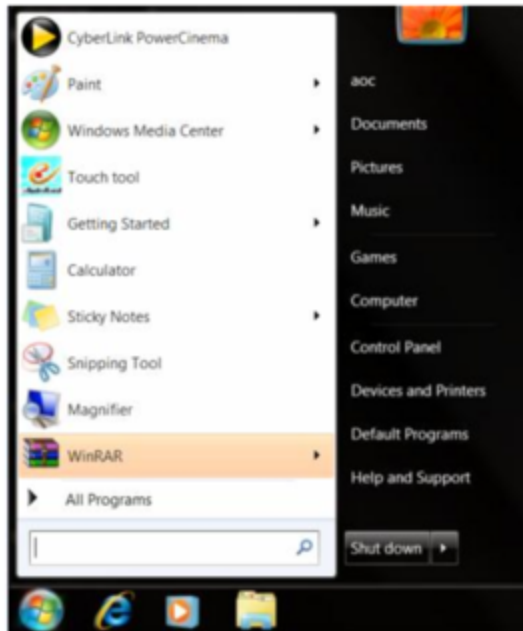 CyberLink PowerCinema
Paint
Windows Media Center
Touch tool
Getting Started
Calculator
Sticky Notes
Snipping Tool
Magnifier
WinRAR
All Programs
aoc
Documents
Pictures
Music
Games
Computer
Control Panel
Devices and Printers
Default Programs
Help and Support
Shut down